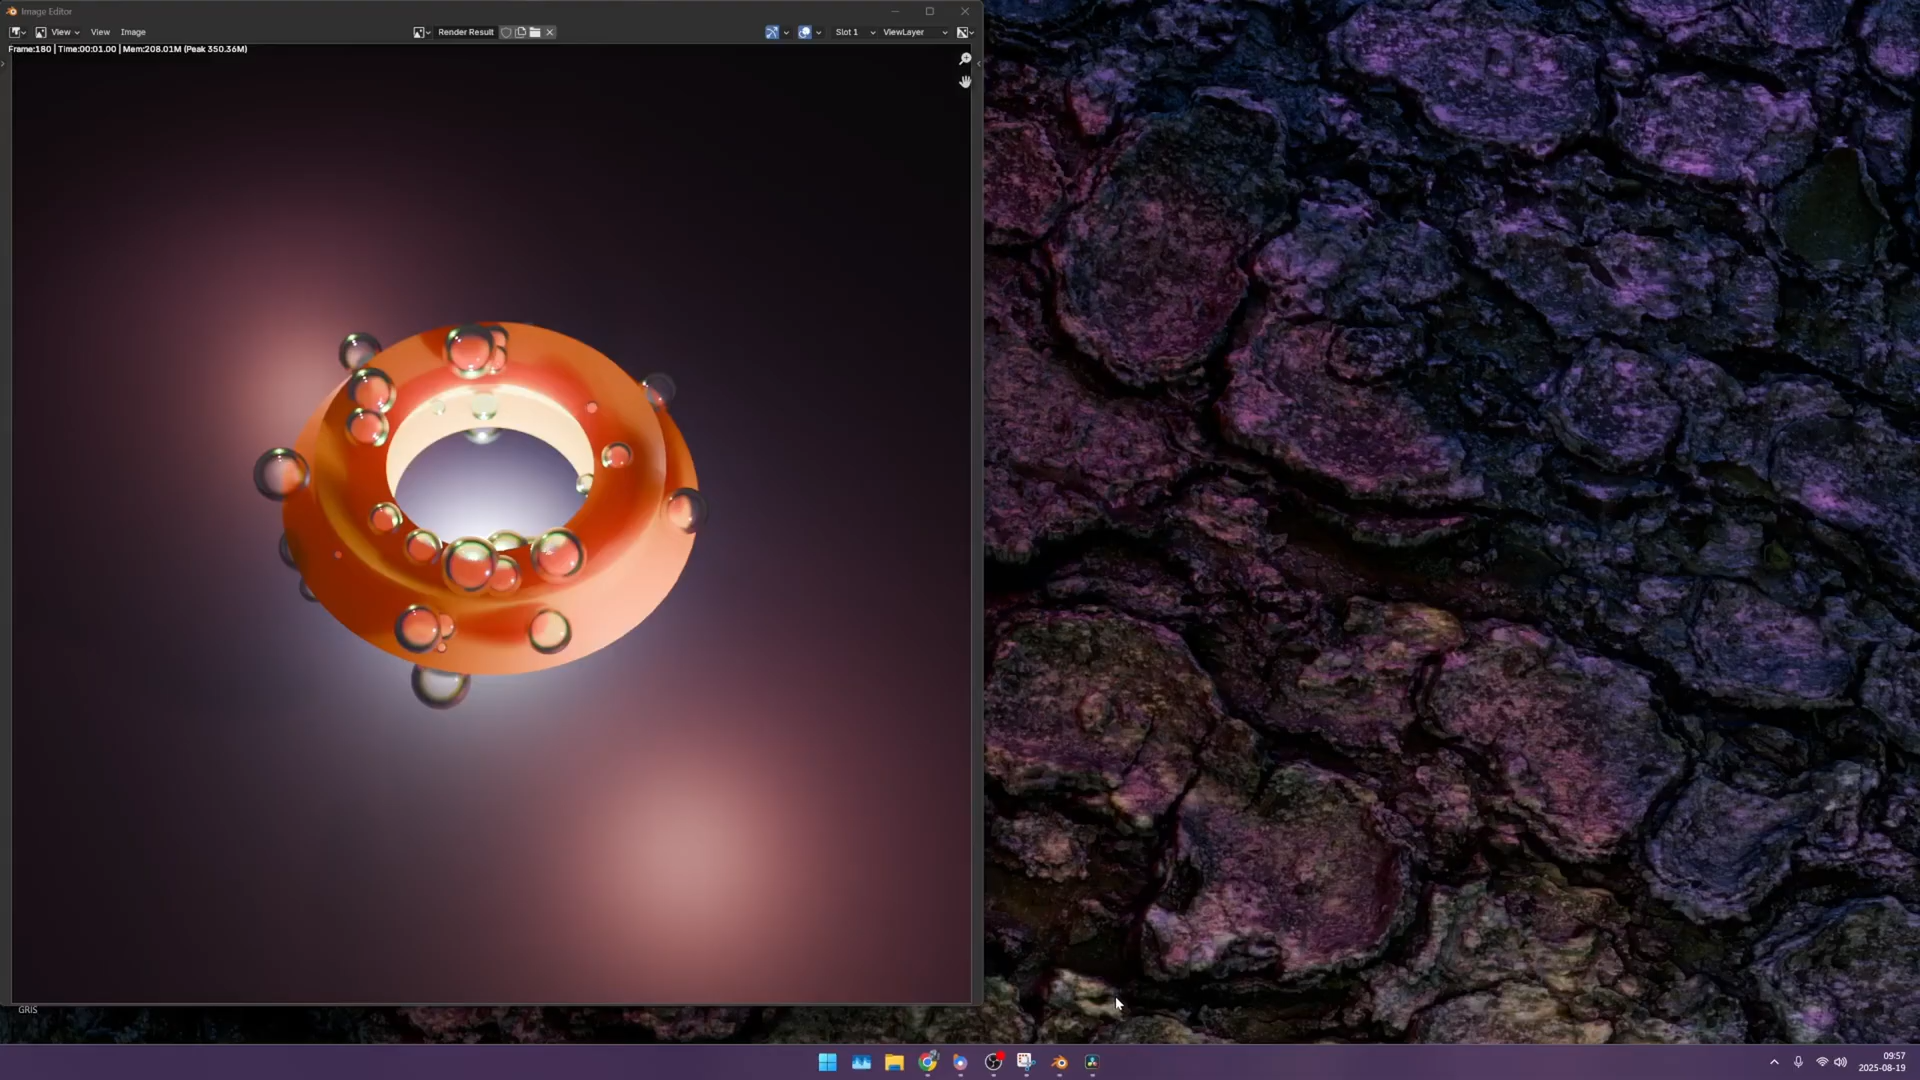 Image Editor
View View Image Render Result Slot 1 ViewLayer
Frame:180 | Time:00:01.00 | Mem:208.01M (Peak 350.36M)
GRIS
09:57
2025-08-19